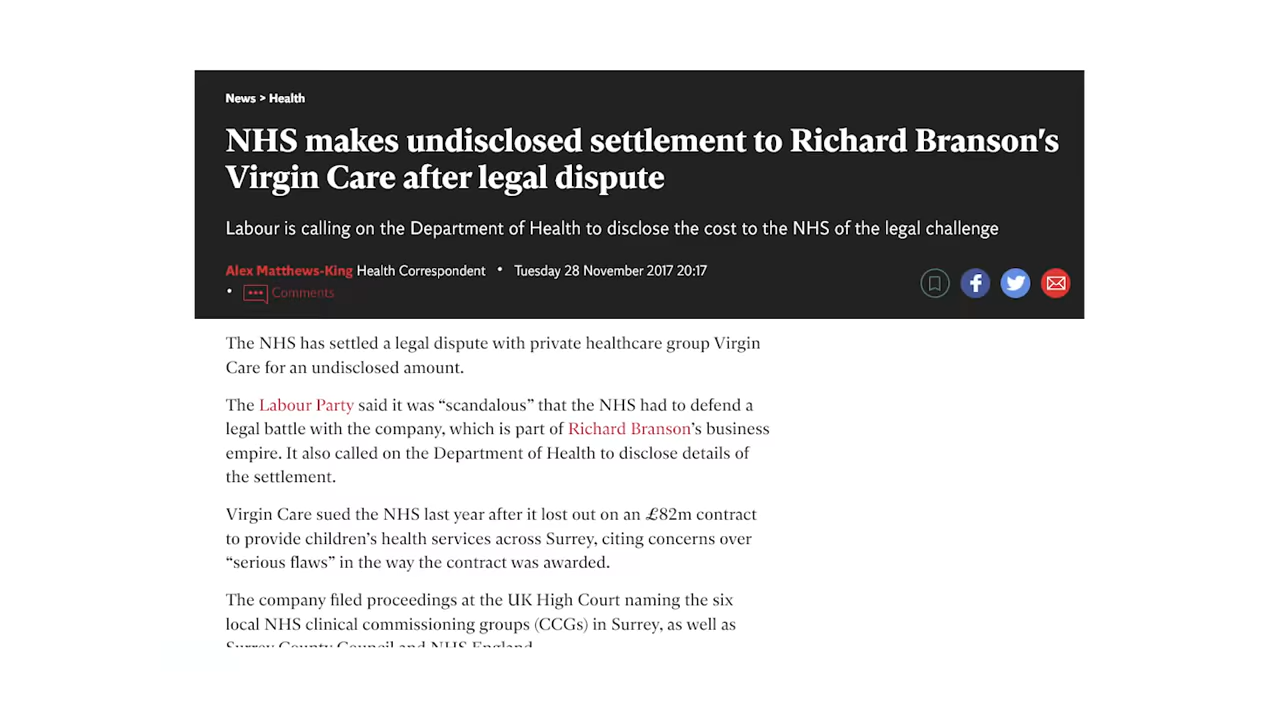 News > Health
NHS makes undisclosed settlement to Richard Branson's
Virgin Care after legal dispute
Labour is calling on the Department of Health to disclose the cost to the NHS of the legal challenge
Alex Matthews-King Health Correspondent • Tuesday 28 November 2017 20:17
• Comments
The NHS has settled a legal dispute with private healthcare group Virgin
Care for an undisclosed amount.
The Labour Party said it was “scandalous” that the NHS had to defend a
legal battle with the company, which is part of Richard Branson’s business
empire. It also called on the Department of Health to disclose details of
the settlement.
Virgin Care sued the NHS last year after it lost out on an £82m contract
to provide children’s health services across Surrey, citing concerns over
“serious flaws” in the way the contract was awarded.
The company filed proceedings at the UK High Court naming the six
local NHS clinical commissioning groups (CCGs) in Surrey, as well as
Surrey County Council and NHS England.